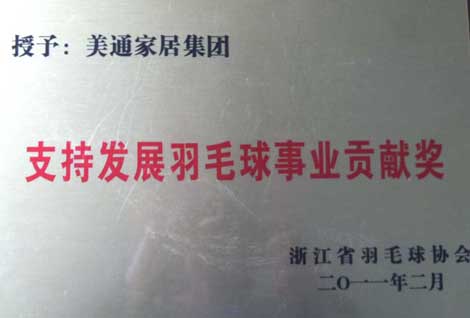 授予：美通家居集团
支持发展羽毛球事业贡献奖
浙江省羽毛球协会
二〇一一年二月